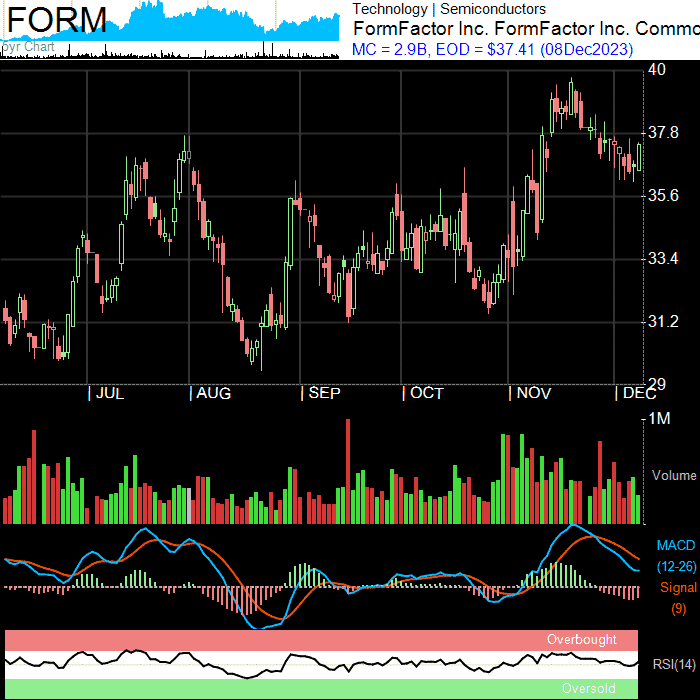 FORM
Technology | Semiconductors
FormFactor Inc. FormFactor Inc. Commo
MC = 2.9B, EOD = $37.41 (08Dec2023)
5yr Chart
40
37.8
35.6
33.4
31.2
29
| JUL | AUG | SEP | OCT | NOV | DEC
1M
Volume
MACD
(12-26)
Signal
(9)
Overbought
RSI(14)
Oversold